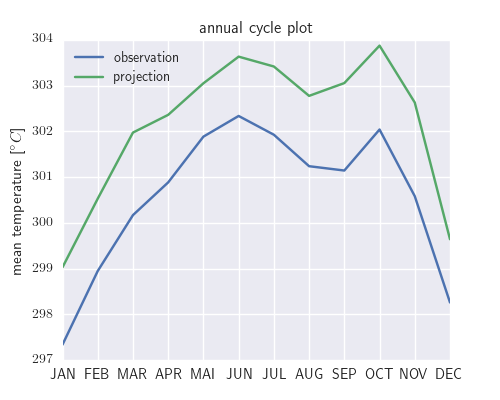 annual cycle plot
304
303
302
301
300
299
298
297
mean temperature [°C]
observation
projection
JAN FEB MAR APR MAI JUN JUL AUG SEP OCT NOV DEC